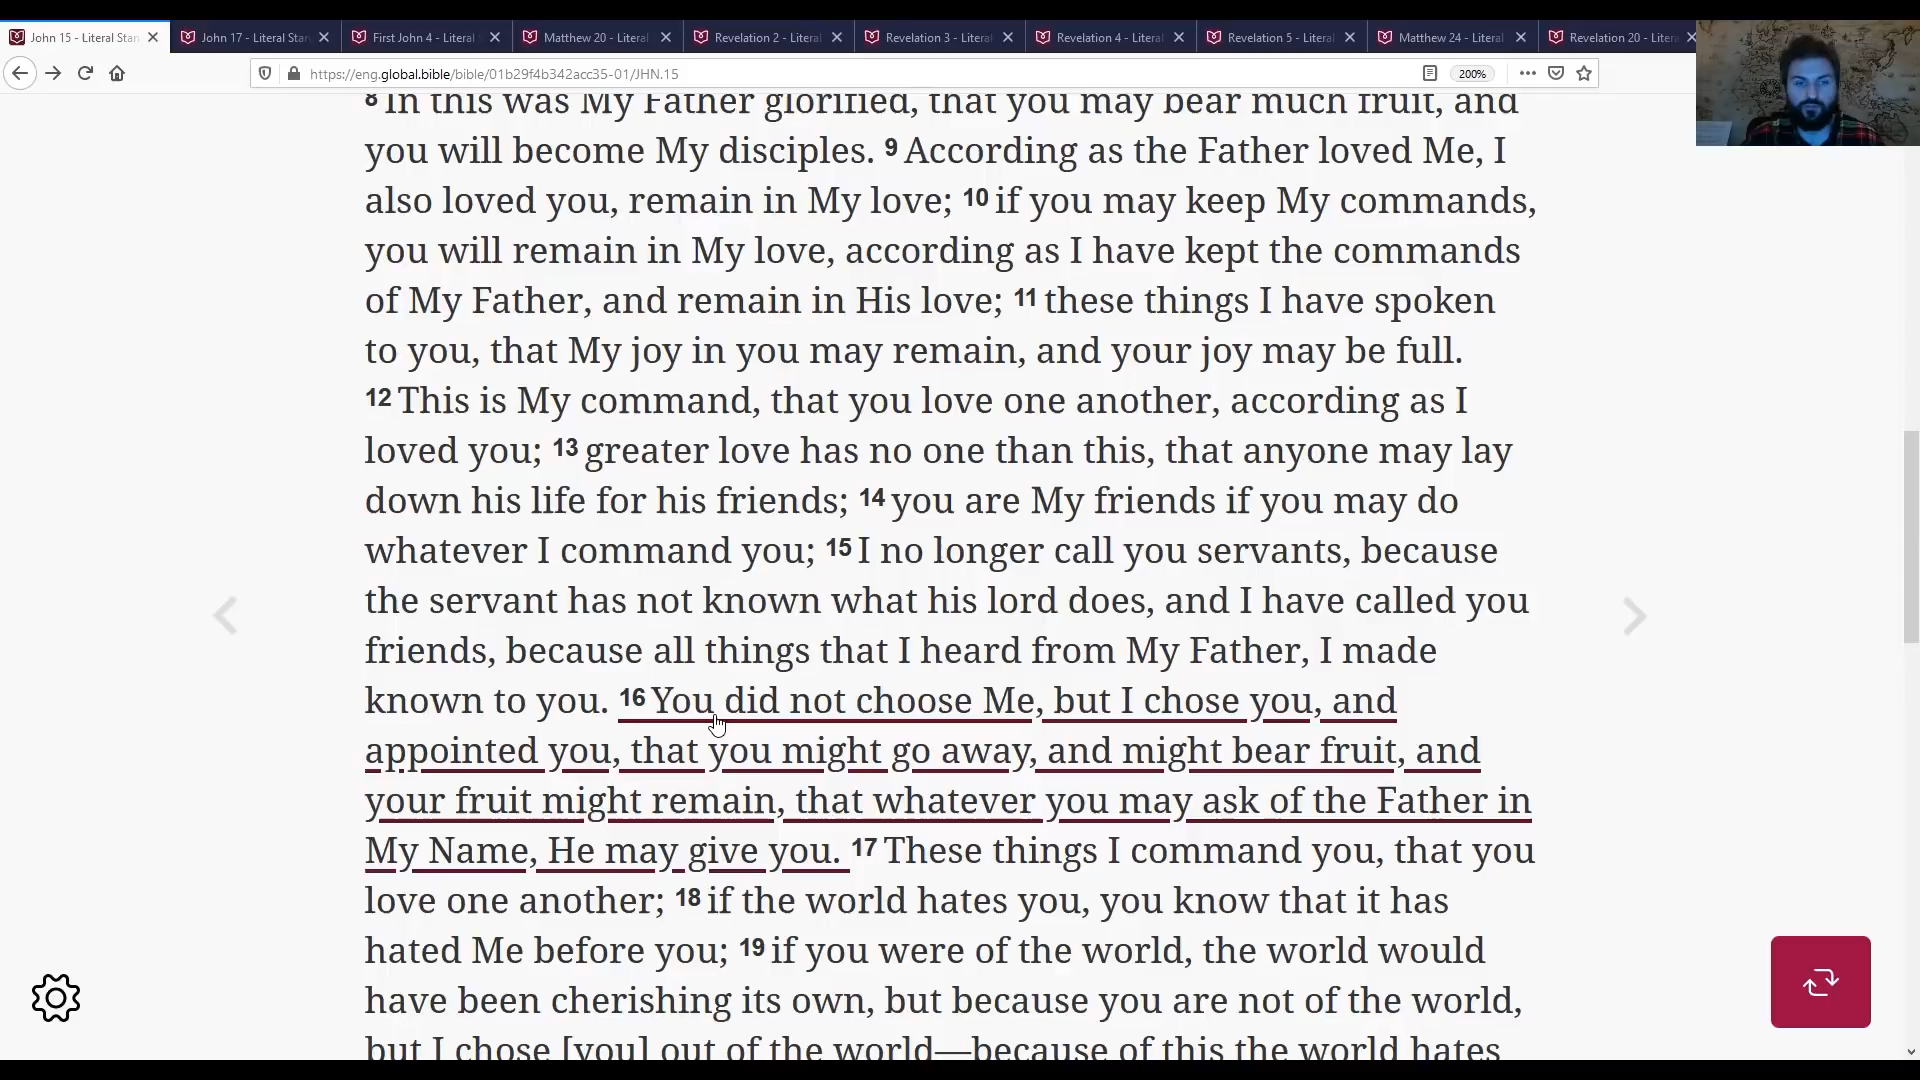 John 15 - Literal Stan
John 17 - Literal Stan
First John 4 - Literal
Matthew 20 - Literal
Revelation 2 - Literal
Revelation 3 - Literal
Revelation 4 - Literal
Revelation 5 - Literal
Matthew 24 - Literal
Revelation 20 - Litera
https://eng.global.bible/bible/01b29f4b342acc35-01/JHN.15
200%
8 In this was My Father glorified, that you may bear much fruit, and
you will become My disciples. 9 According as the Father loved Me, I
also loved you, remain in My love; 10 if you may keep My commands,
you will remain in My love, according as I have kept the commands
of My Father, and remain in His love; 11 these things I have spoken
to you, that My joy in you may remain, and your joy may be full.
12 This is My command, that you love one another, according as I
loved you; 13 greater love has no one than this, that anyone may lay
down his life for his friends; 14 you are My friends if you may do
whatever I command you; 15 I no longer call you servants, because
the servant has not known what his lord does, and I have called you
friends, because all things that I heard from My Father, I made
known to you. 16 You did not choose Me, but I chose you, and
appointed you, that you might go away, and might bear fruit, and
your fruit might remain, that whatever you may ask of the Father in
My Name, He may give you. 17 These things I command you, that you
love one another; 18 if the world hates you, you know that it has
hated Me before you; 19 if you were of the world, the world would
have been cherishing its own, but because you are not of the world,
but I chose [you] out of the world—because of this the world hates